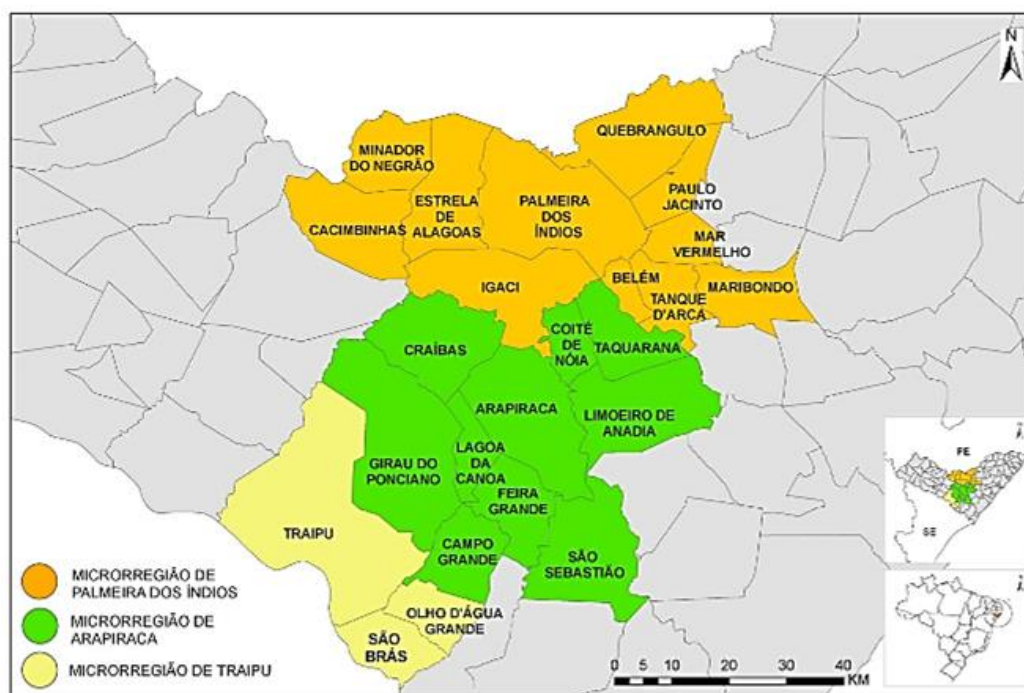 N
QUEBRANGULO
MINADOR
DO NEGRÃO
PAULO
JACINTO
ESTRELA
DE
ALAGOAS
PALMEIRA
DOS
ÍNDIOS
CACIMBINHAS
MAR
VERMELHO
BELÉM
MARIBONDO
IGACI
TANQUE
D'ARCA
COITÉ
DE
NÓIA
CRAÍBAS
TAQUARANA
ARAPIRACA
LIMOEIRO DE
ANADIA
LAGOA
DA
CANOA
GIRAU DO
PONCIANO
FEIRA
GRANDE
TRAIPU
CAMPO
GRANDE
SÃO
SEBASTIÃO
OLHO D'ÁGUA
GRANDE
SÃO
BRÁS
MICRORREGIÃO DE
PALMEIRA DOS ÍNDIOS
MICRORREGIÃO DE
ARAPIRACA
MICRORREGIÃO DE TRAIPU
0 5 10 20 30 40
KM
SE